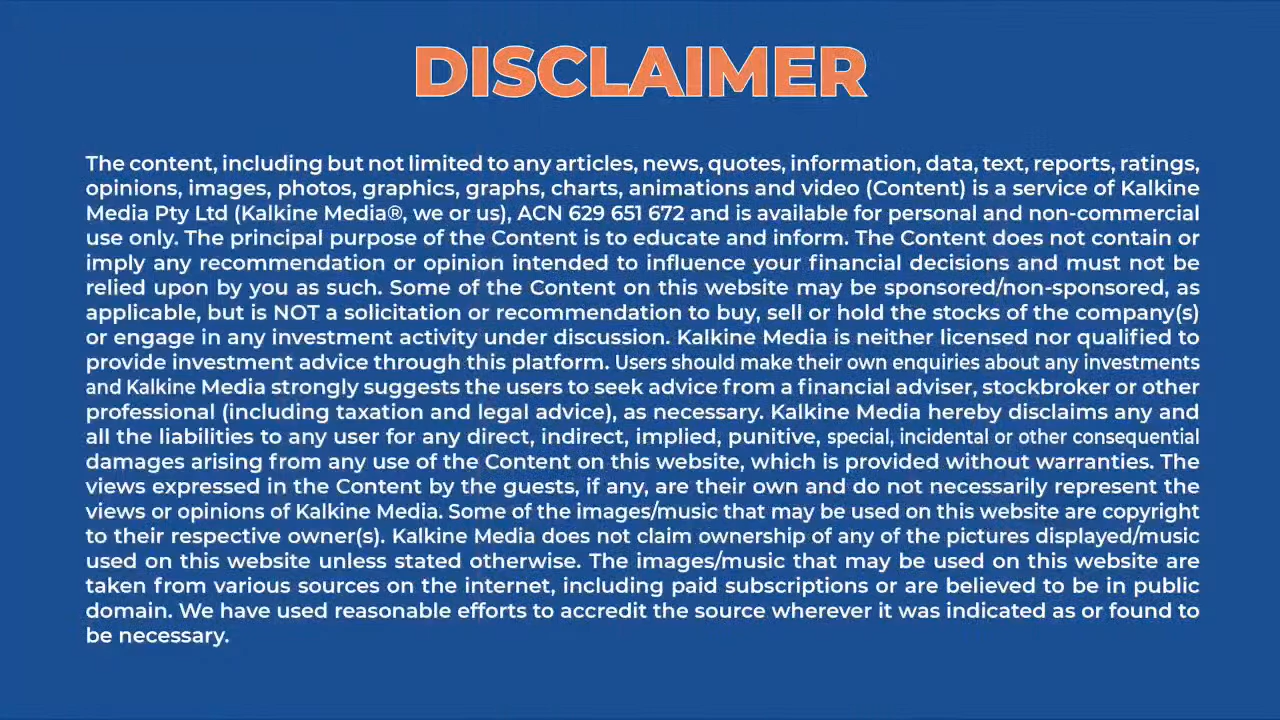 DISCLAIMER
The content, including but not limited to any articles, news, quotes, information, data, text, reports, ratings,
opinions, images, photos, graphics, graphs, charts, animations and video (Content) is a service of Kalkine
Media Pty Ltd (Kalkine Media®, we or us), ACN 629 651 672 and is available for personal and non-commercial
use only. The principal purpose of the Content is to educate and inform. The Content does not contain or
imply any recommendation or opinion intended to influence your financial decisions and must not be
relied upon by you as such. Some of the Content on this website may be sponsored/non-sponsored, as
applicable, but is NOT a solicitation or recommendation to buy, sell or hold the stocks of the company(s)
or engage in any investment activity under discussion. Kalkine Media is neither licensed nor qualified to
provide investment advice through this platform. Users should make their own enquiries about any investments
and Kalkine Media strongly suggests the users to seek advice from a financial adviser, stockbroker or other
professional (including taxation and legal advice), as necessary. Kalkine Media hereby disclaims any and
all the liabilities to any user for any direct, indirect, implied, punitive, special, incidental or other consequential
damages arising from any use of the Content on this website, which is provided without warranties. The
views expressed in the Content by the guests, if any, are their own and do not necessarily represent the
views or opinions of Kalkine Media. Some of the images/music that may be used on this website are copyright
to their respective owner(s). Kalkine Media does not claim ownership of any of the pictures displayed/music
used on this website unless stated otherwise. The images/music that may be used on this website are
taken from various sources on the internet, including paid subscriptions or are believed to be in public
domain. We have used reasonable efforts to accredit the source wherever it was indicated as or found to
be necessary.